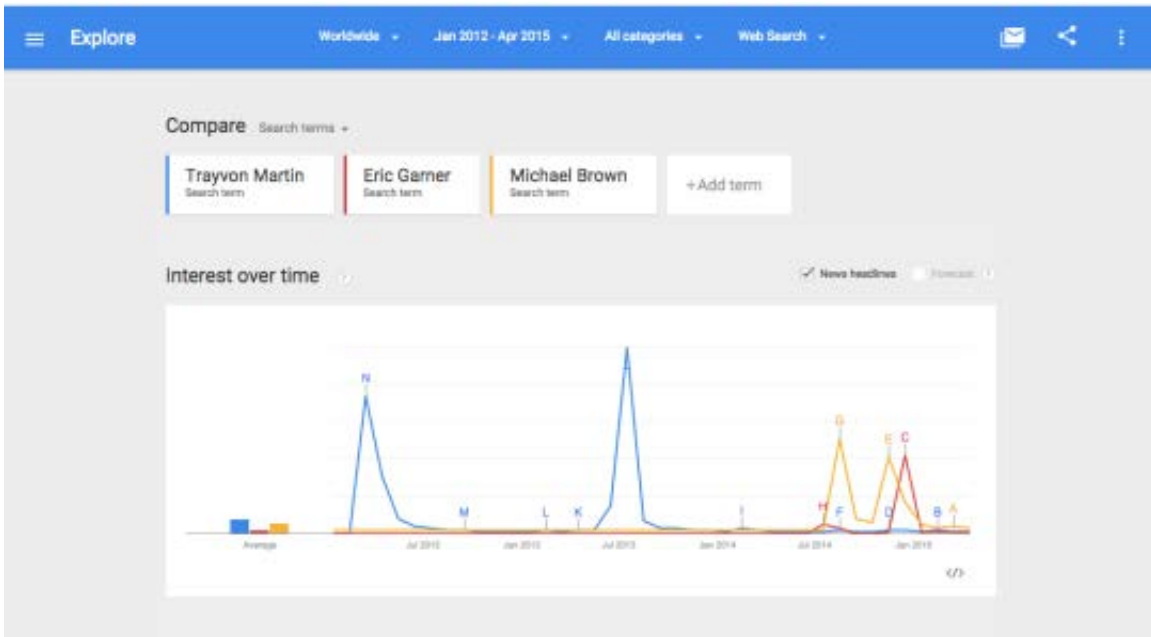 Explore Worldwide Jan 2012 - Apr 2015 All categories Web Search
Compare Search terms
Trayvon Martin Eric Garner Michael Brown +Add term
Search term Search term Search term
Interest over time ? News headlines Forecast ?
N
G
E C
M L K I H F D B A
Average Jul 2012 Jan 2013 Jul 2013 Jan 2014 Jul 2014 Jan 2015
</>